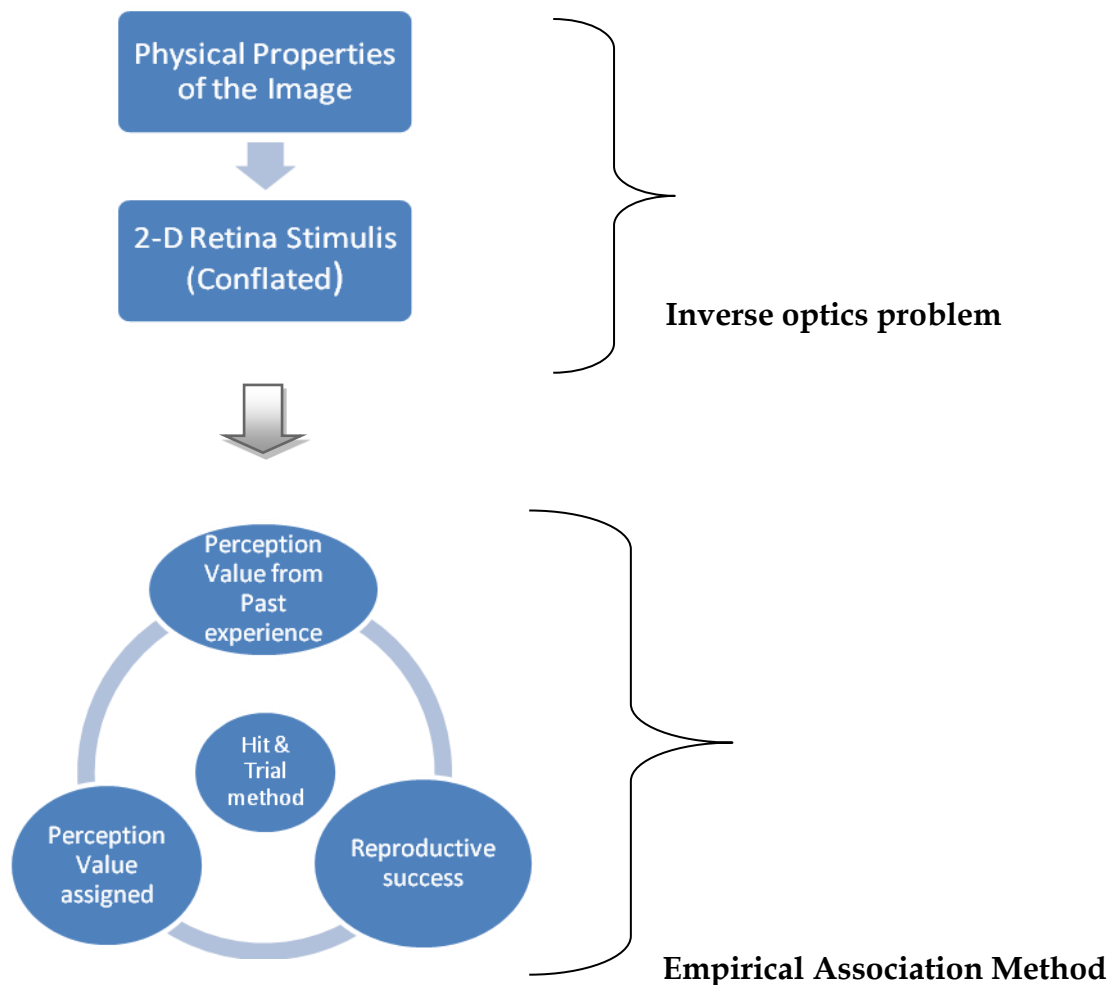 Physical Properties
of the Image
2-D Retina Stimulis
(Conflated)
Inverse optics problem
Perception
Value from
Past
experience
Hit &
Trial
method
Perception
Value
assigned
Reproductive
success
Empirical Association Method